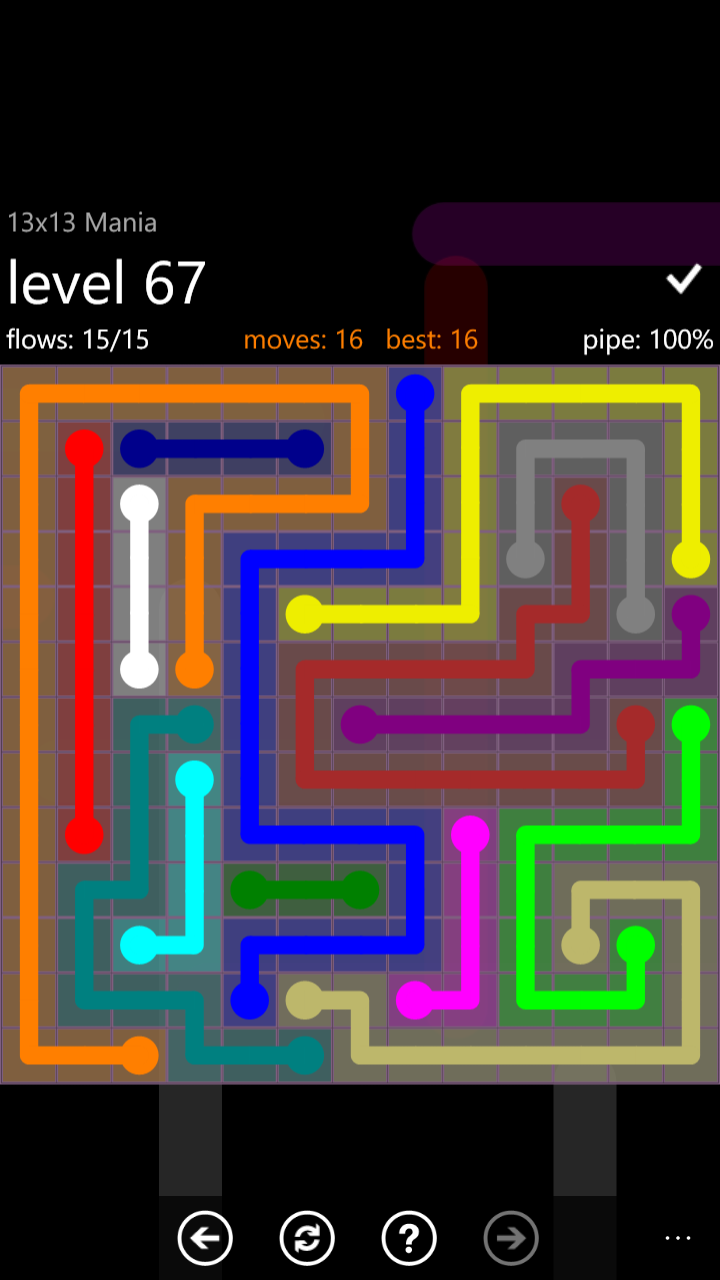 13x13 Mania
level 67
flows: 15/15 moves: 16 best: 16 pipe: 100%
?
...